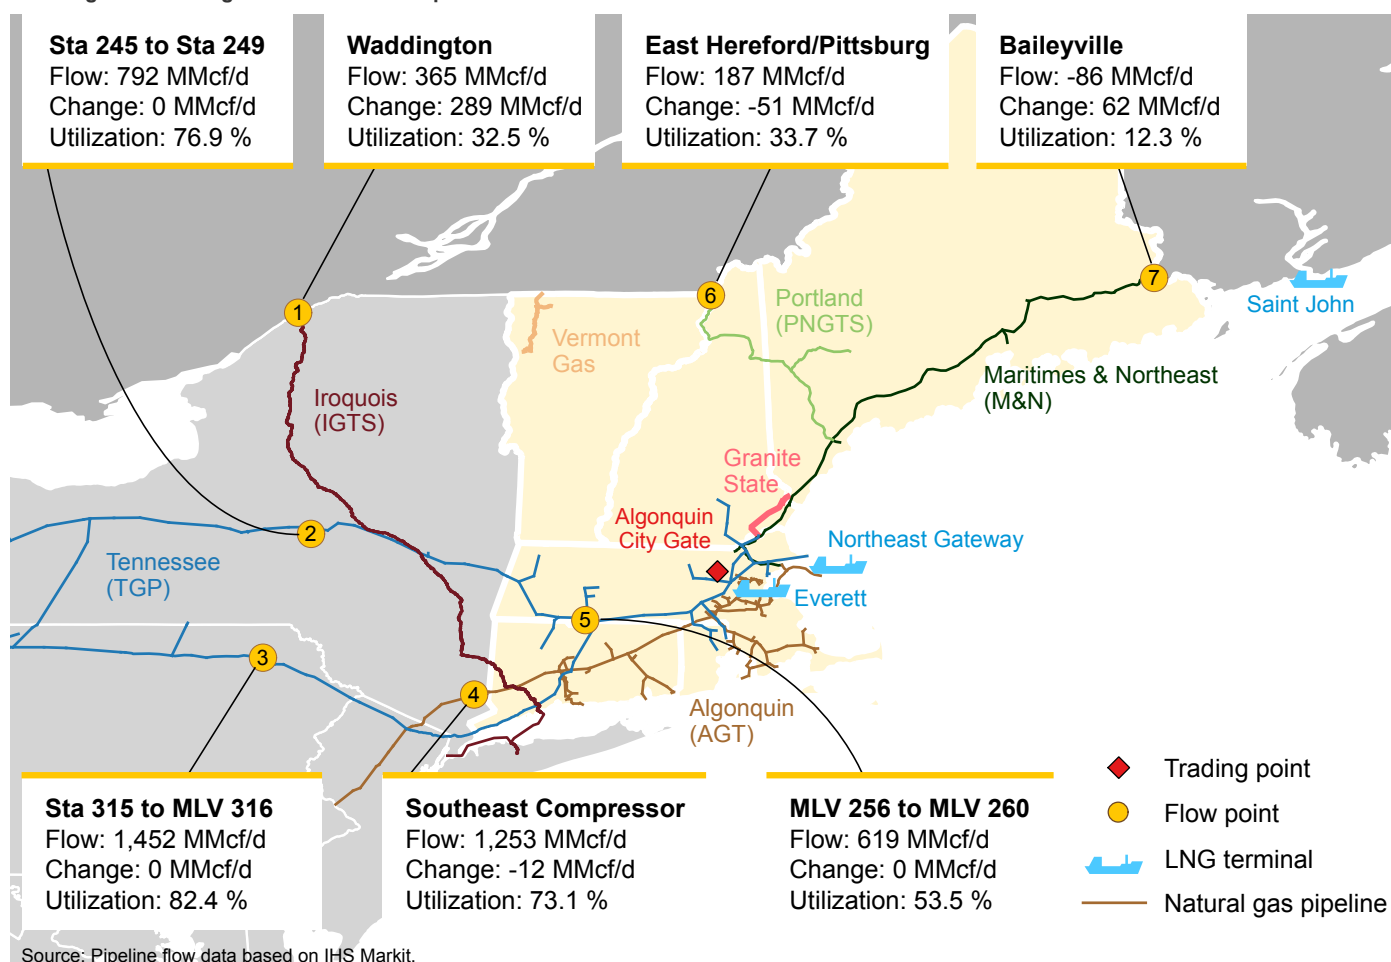 Sta 245 to Sta 249
Flow: 792 MMcf/d
Change: 0 MMcf/d
Utilization: 76.9 %
Waddington
Flow: 365 MMcf/d
Change: 289 MMcf/d
Utilization: 32.5 %
East Hereford/Pittsburg
Flow: 187 MMcf/d
Change: -51 MMcf/d
Utilization: 33.7 %
Baileyville
Flow: -86 MMcf/d
Change: 62 MMcf/d
Utilization: 12.3 %
1
6
7
Portland
(PNGTS)
Saint John
Vermont
Gas
Maritimes & Northeast
(M&N)
Iroquois
(IGTS)
Granite
State
Algonquin
City Gate
2
Northeast Gateway
Tennessee
(TGP)
Everett
5
3
4
Algonquin
(AGT)
Sta 315 to MLV 316
Flow: 1,452 MMcf/d
Change: 0 MMcf/d
Utilization: 82.4 %
Southeast Compressor
Flow: 1,253 MMcf/d
Change: -12 MMcf/d
Utilization: 73.1 %
MLV 256 to MLV 260
Flow: 619 MMcf/d
Change: 0 MMcf/d
Utilization: 53.5 %
Trading point
Flow point
LNG terminal
Natural gas pipeline
Source: Pipeline flow data based on IHS Markit.